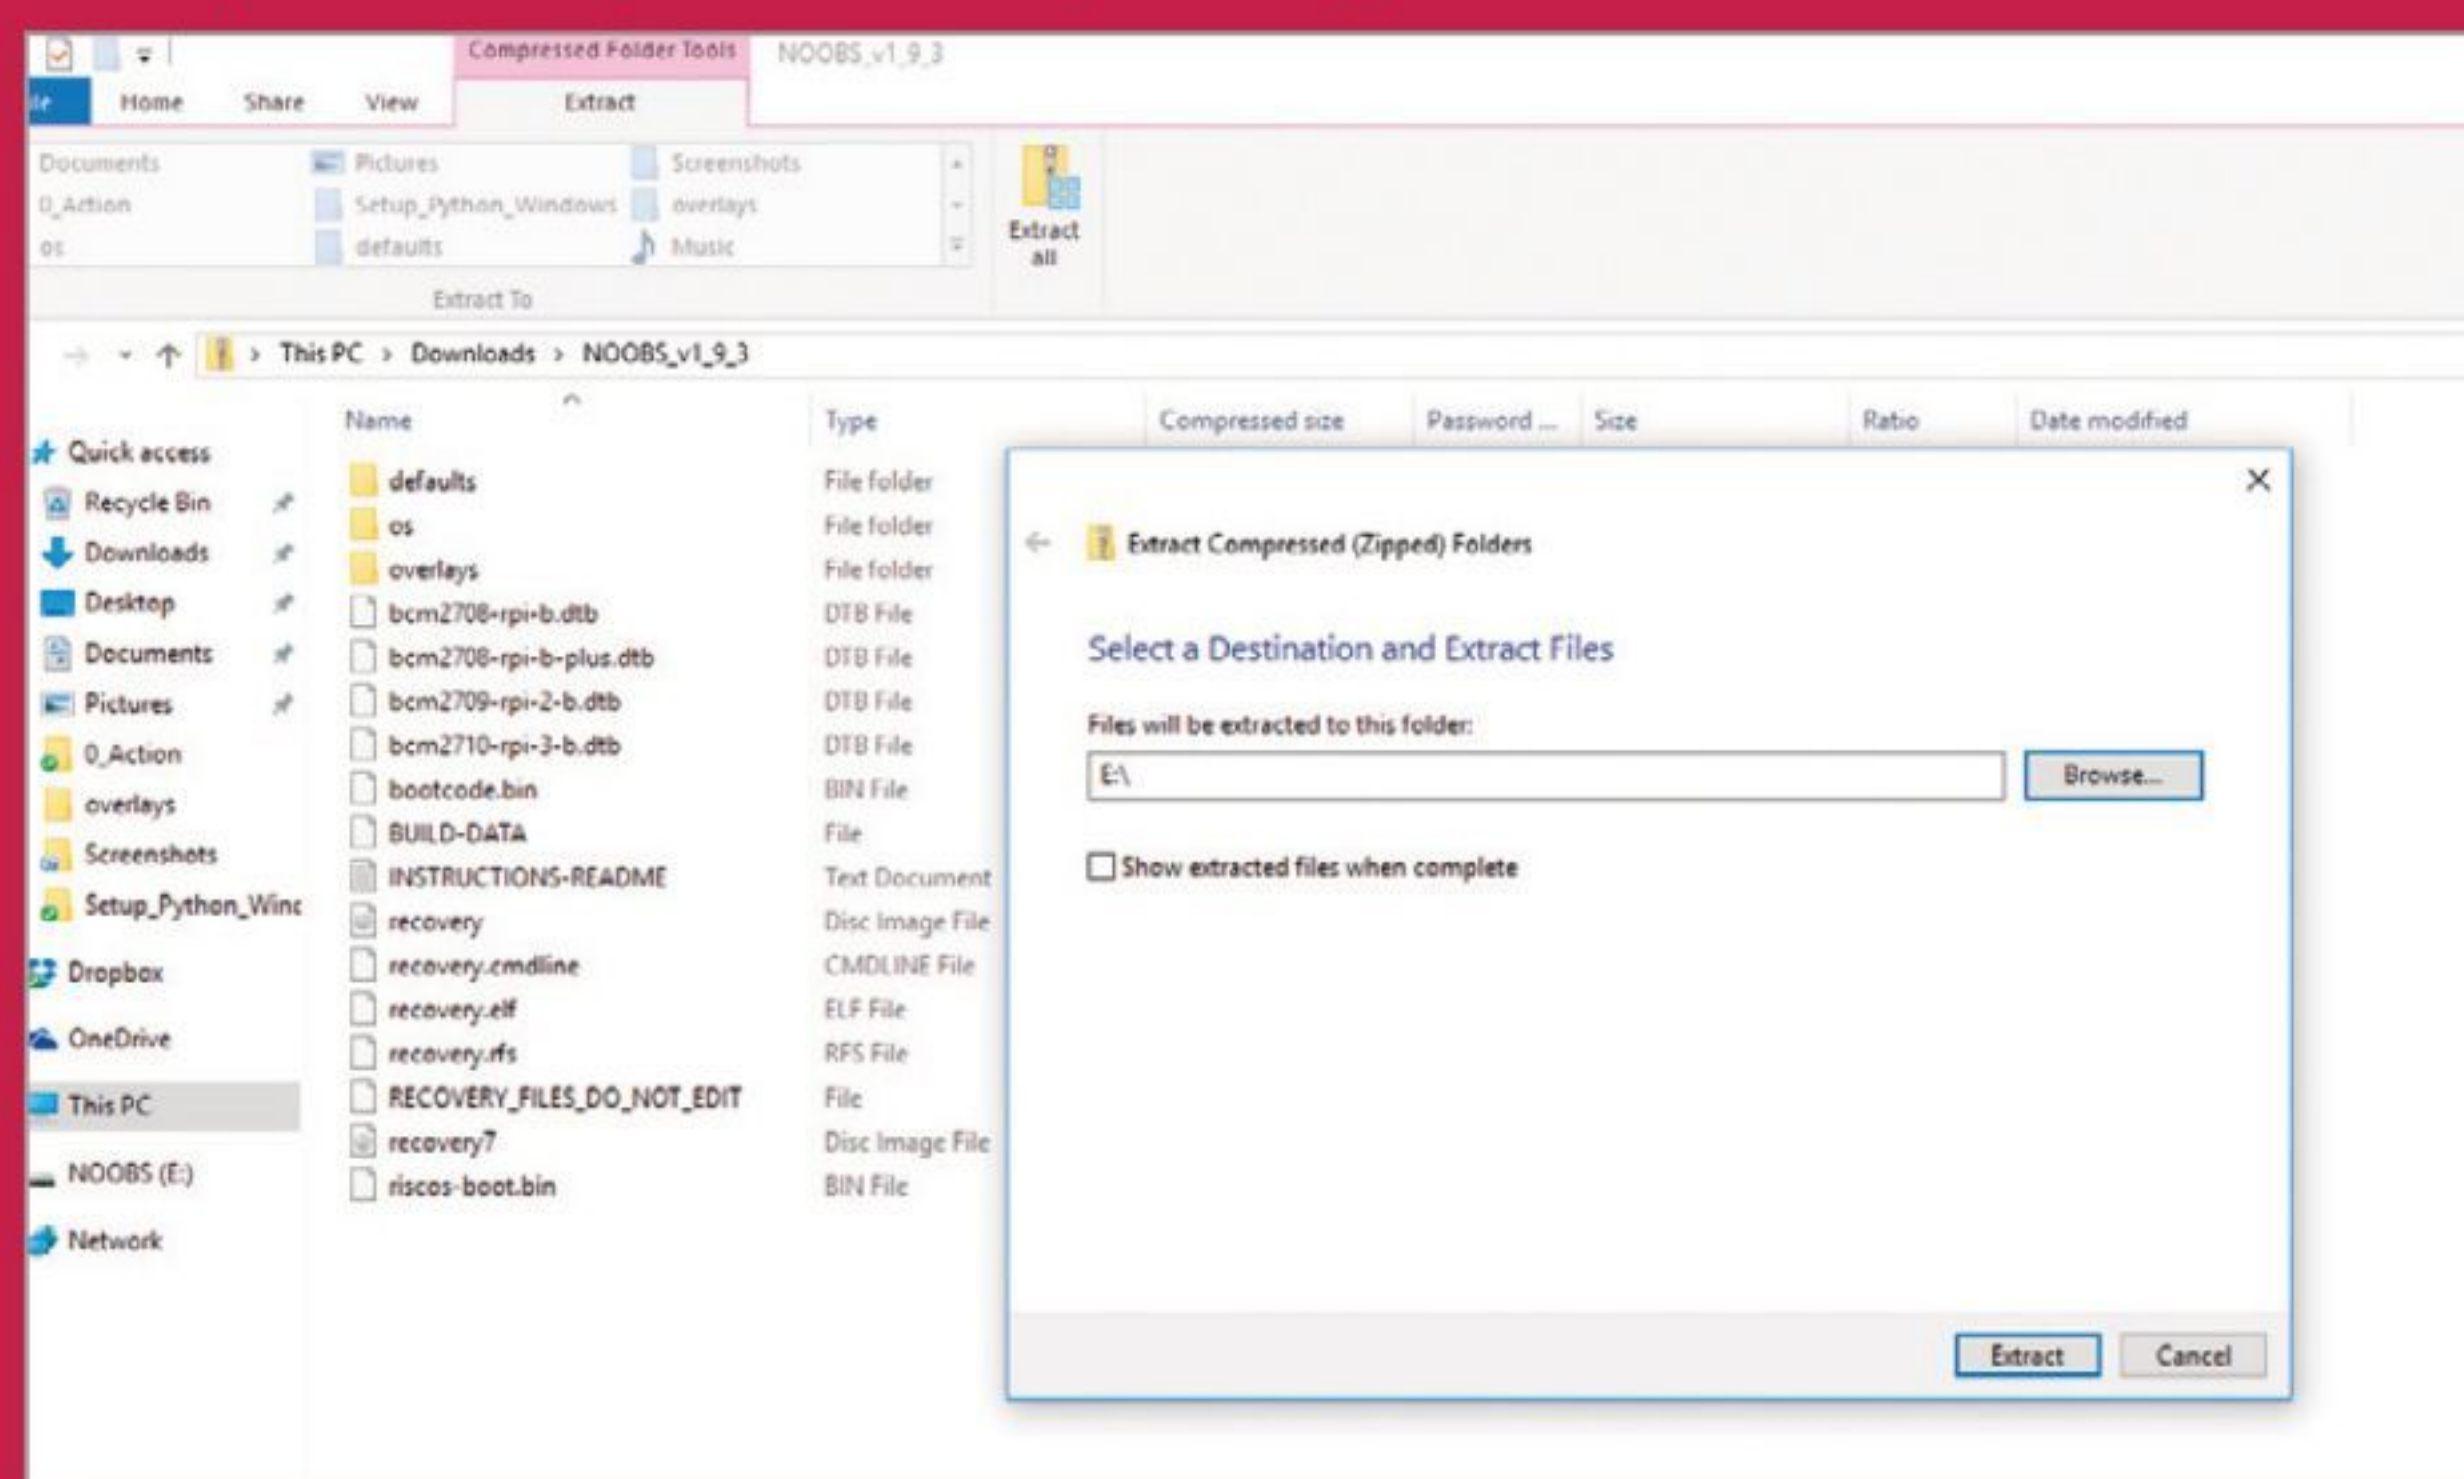 Compressed Folder Tools NOOBS_v1_9_3
Home Share View Extract
Documents Pictures Screenshots
0_Action Setup_Python_Windows overlays
os defaults Music
Extract all
Extract To
This PC > Downloads > NOOBS_v1_9_3
Name Type Compressed size Password ... Size Ratio Date modified
Quick access
Recycle Bin
Downloads
Desktop
Documents
Pictures
0_Action
overlays
Screenshots
Setup_Python_Winc
Dropbox
OneDrive
This PC
NOOBS (E:)
Network
defaults File folder
os File folder
overlays File folder
bcm2708-rpi-b.dtb DTB File
bcm2708-rpi-b-plus.dtb DTB File
bcm2709-rpi-2-b.dtb DTB File
bcm2710-rpi-3-b.dtb DTB File
bootcode.bin BIN File
BUILD-DATA File
INSTRUCTIONS-README Text Document
recovery Disc Image File
recovery.cmdline CMDLINE File
recovery.elf ELF File
recovery.rfs RFS File
RECOVERY_FILES_DO_NOT_EDIT File
recovery7 Disc Image File
riscos-boot.bin BIN File
Extract Compressed (Zipped) Folders
Select a Destination and Extract Files
Files will be extracted to this folder:
E:\ Browse...
Show extracted files when complete
Extract Cancel